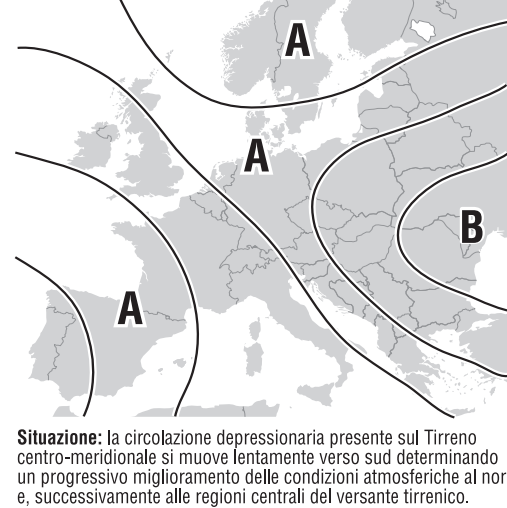 A
A
B
A
Situazione: la circolazione depressionaria presente sul Tirreno
centro-meridionale si muove lentamente verso sud determinando
un progressivo miglioramento delle condizioni atmosferiche al nor
e, successivamente alle regioni centrali del versante tirrenico.